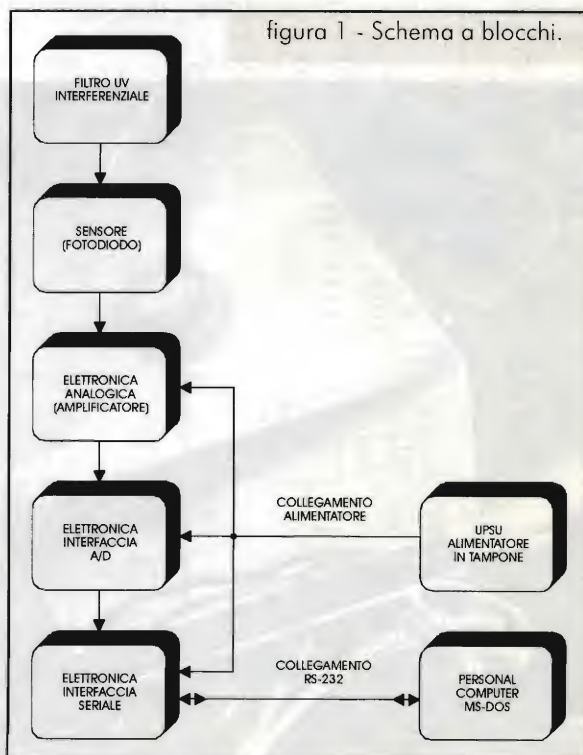 figura 1 - Schema a blocchi.
FILTRO UV
INTERFERENZIALE
SENSORE
(FOTODIODO)
ELETTRONICA
ANALOGICA
(AMPLIFICATORE)
ELETTRONICA
INTERFACCIA
A/D
COLLEGAMENTO
ALIMENTATORE
UPSU
ALIMENTATORE
IN TAMPONE
ELETTRONICA
INTERFACCIA
SERIALE
COLLEGAMENTO
RS-232
PERSONAL
COMPUTER
MS-DOS